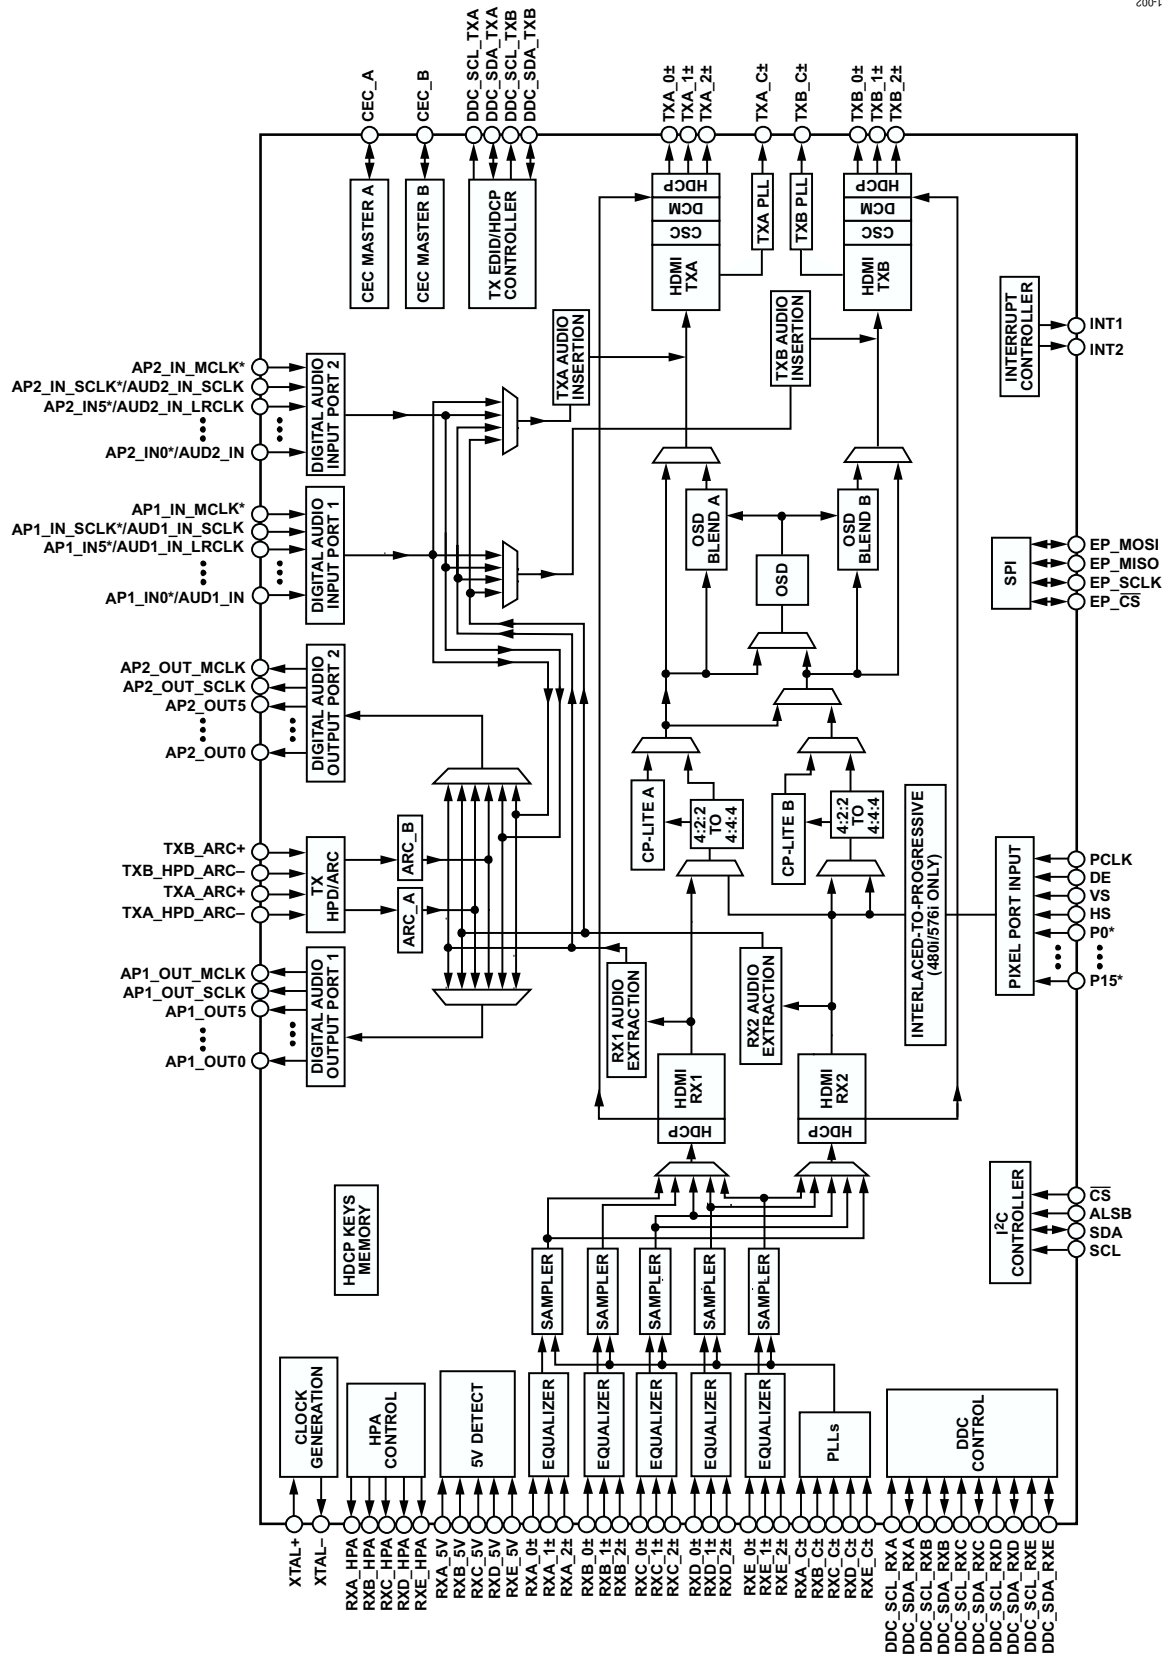 1-002
CEC_A
CEC_B
DDC_SCL_TXA
DDC_SDA_TXA
DDC_SCL_TXB
DDC_SDA_TXB
TXA_0±
TXA_1±
TXA_2±
TXA_C±
TXB_C±
TXB_0±
TXB_1±
TXB_2±
CEC MASTER A
CEC MASTER B
TX EDID/HDCP
CONTROLLER
HDCP
DCM
CSC
HDMI
TXA
TXA PLL
TXB PLL
HDCP
DCM
CSC
HDMI
TXB
AP2_IN_MCLK*
AP2_IN_SCLK*/AUD2_IN_SCLK
AP2_IN5*/AUD2_IN_LRCLK
AP2_IN0*/AUD2_IN
DIGITAL AUDIO
INPUT PORT 2
TXA AUDIO
INSERTION
TXB AUDIO
INSERTION
INTERRUPT
CONTROLLER
INT1
INT2
AP1_IN_MCLK*
AP1_IN_SCLK*/AUD1_IN_SCLK
AP1_IN5*/AUD1_IN_LRCLK
AP1_IN0*/AUD1_IN
DIGITAL AUDIO
INPUT PORT 1
OSD
BLEND A
OSD
OSD
BLEND B
SPI
EP_MOSI
EP_MISO
EP_SCLK
EP_C̅S̅
AP2_OUT_MCLK
AP2_OUT_SCLK
AP2_OUT5
AP2_OUT0
DIGITAL AUDIO
OUTPUT PORT 2
CP-LITE A
4:2:2
TO
4:4:4
CP-LITE B
4:2:2
TO
4:4:4
INTERLACED-TO-PROGRESSIVE
(480i/576i ONLY)
TXB_ARC+
TXB_HPD_ARC–
TXA_ARC+
TXA_HPD_ARC–
TX
HPD/ARC
ARC_B
ARC_A
PIXEL PORT INPUT
PCLK
DE
VS
HS
P0*
P15*
AP1_OUT_MCLK
AP1_OUT_SCLK
AP1_OUT5
AP1_OUT0
DIGITAL AUDIO
OUTPUT PORT 1
RX1 AUDIO
EXTRACTION
RX2 AUDIO
EXTRACTION
HDMI
RX1
HDCP
HDMI
RX2
HDCP
HDCP KEYS
MEMORY
I2C
CONTROLLER
C̅S̅
ALSB
SDA
SCL
SAMPLER
SAMPLER
SAMPLER
SAMPLER
SAMPLER
CLOCK
GENERATION
HPA
CONTROL
5V DETECT
EQUALIZER
EQUALIZER
EQUALIZER
EQUALIZER
EQUALIZER
PLLs
DDC
CONTROL
XTAL+
XTAL–
RXA_HPA
RXB_HPA
RXC_HPA
RXD_HPA
RXE_HPA
RXA_5V
RXB_5V
RXC_5V
RXD_5V
RXE_5V
RXA_0±
RXA_1±
RXA_2±
RXB_0±
RXB_1±
RXB_2±
RXC_0±
RXC_1±
RXC_2±
RXD_0±
RXD_1±
RXD_2±
RXE_0±
RXE_1±
RXE_2±
RXA_C±
RXB_C±
RXC_C±
RXD_C±
RXE_C±
DDC_SCL_RXA
DDC_SDA_RXA
DDC_SCL_RXB
DDC_SDA_RXB
DDC_SCL_RXC
DDC_SDA_RXC
DDC_SCL_RXD
DDC_SDA_RXD
DDC_SCL_RXE
DDC_SDA_RXE